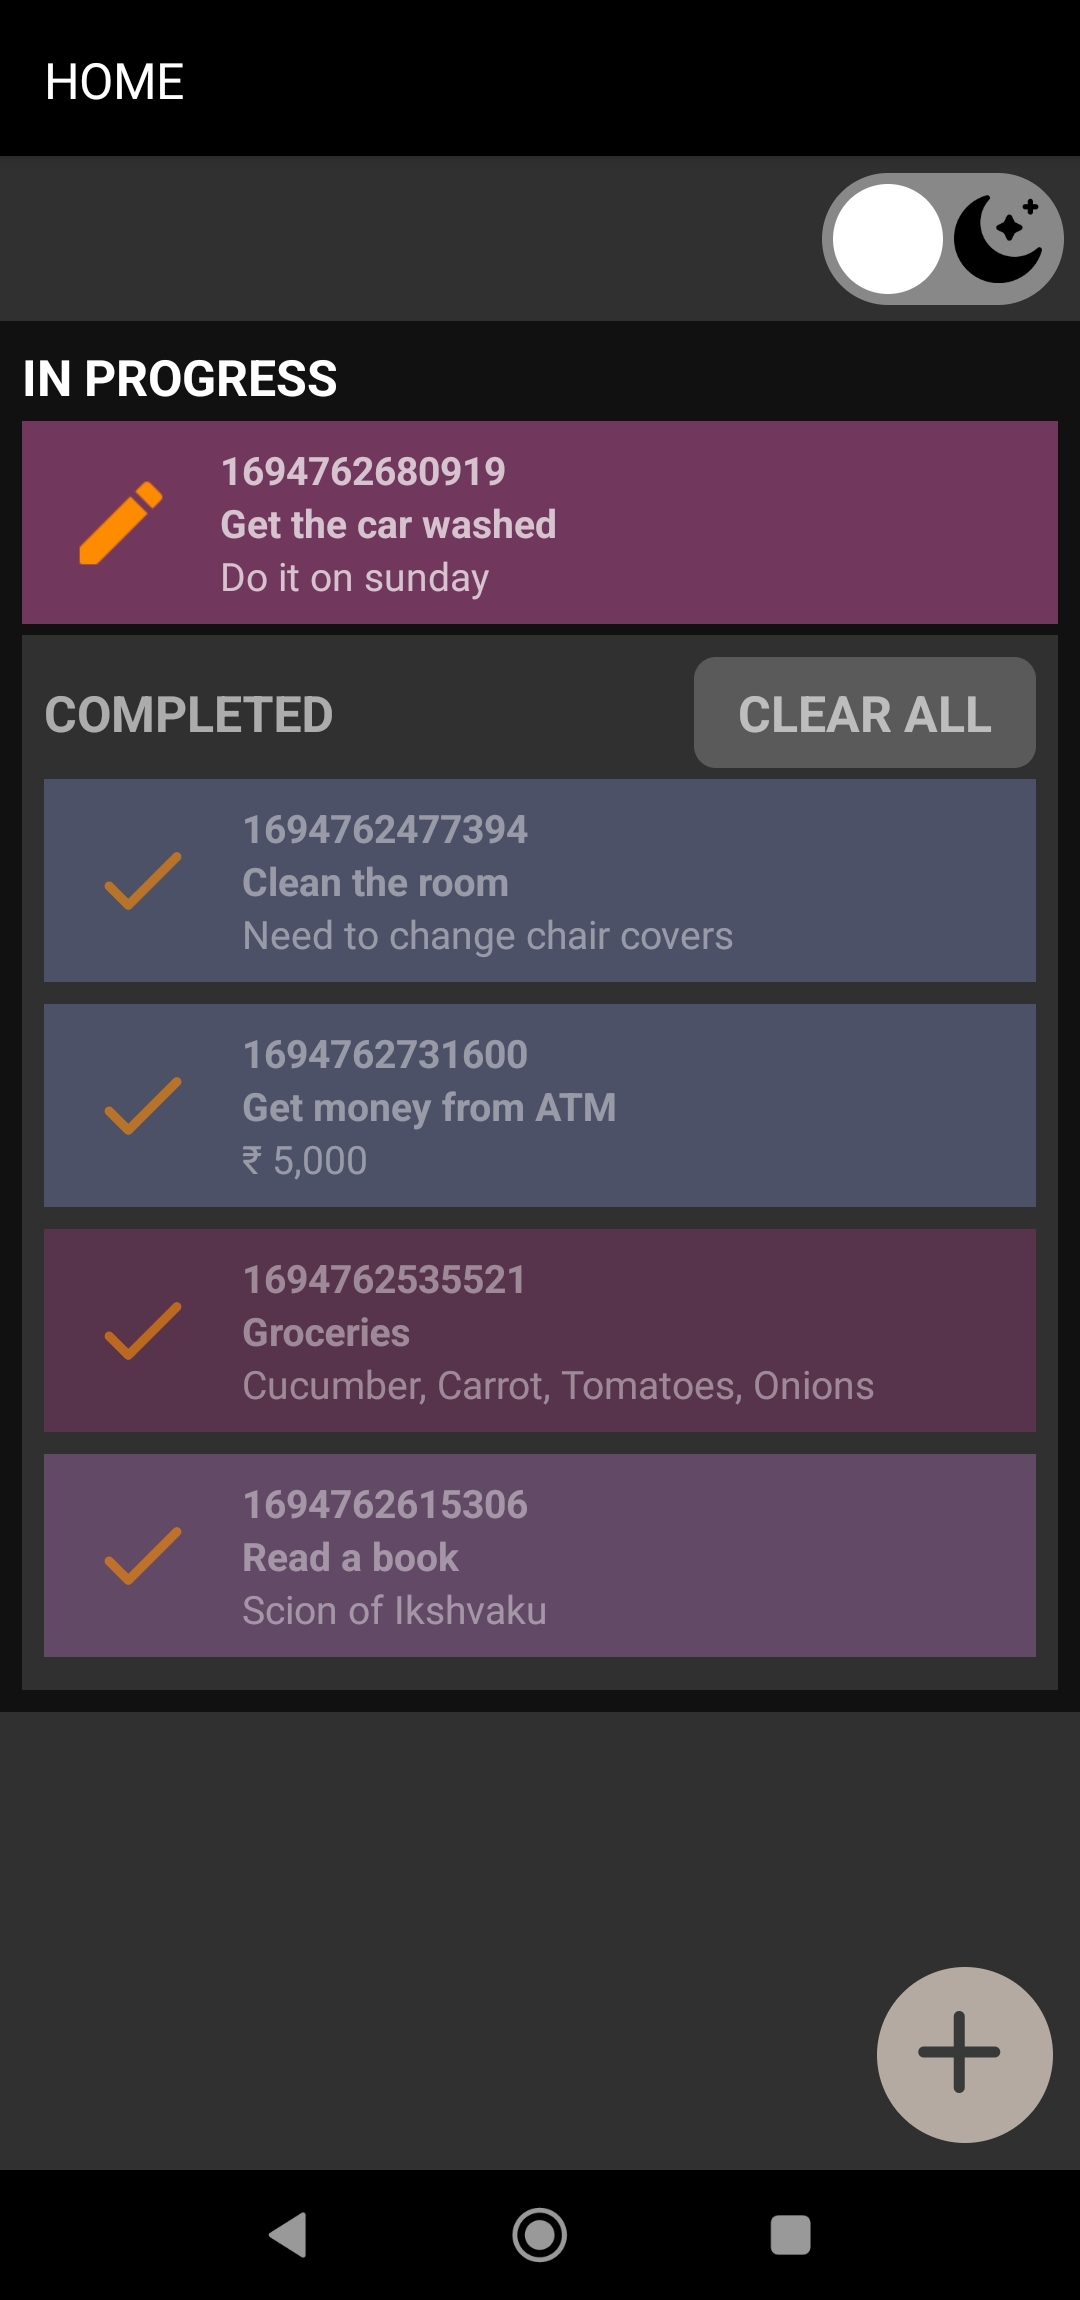 HOME
IN PROGRESS
1694762680919
Get the car washed
Do it on sunday
COMPLETED
CLEAR ALL
1694762477394
Clean the room
Need to change chair covers
1694762731600
Get money from ATM
₹ 5,000
1694762535521
Groceries
Cucumber, Carrot, Tomatoes, Onions
1694762615306
Read a book
Scion of Ikshvaku